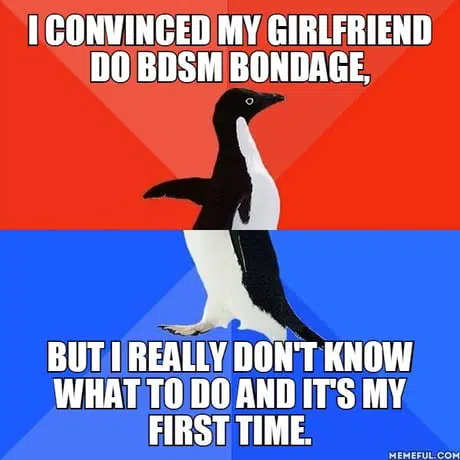 I CONVINCED MY GIRLFRIEND
DO BDSM BONDAGE,
BUT I REALLY DON'T KNOW
WHAT TO DO AND IT'S MY
FIRST TIME.
MEMEFUL.COM